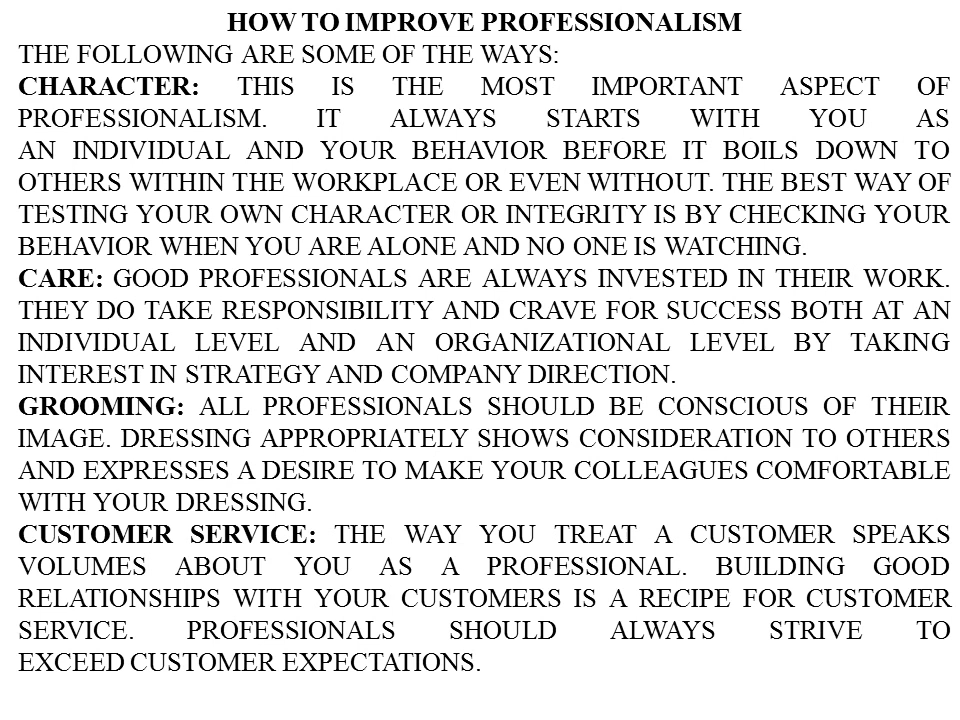 HOW TO IMPROVE PROFESSIONALISM
THE FOLLOWING ARE SOME OF THE WAYS:
CHARACTER: THIS IS THE MOST IMPORTANT ASPECT OF
PROFESSIONALISM. IT ALWAYS STARTS WITH YOU AS
AN INDIVIDUAL AND YOUR BEHAVIOR BEFORE IT BOILS DOWN TO
OTHERS WITHIN THE WORKPLACE OR EVEN WITHOUT. THE BEST WAY OF
TESTING YOUR OWN CHARACTER OR INTEGRITY IS BY CHECKING YOUR
BEHAVIOR WHEN YOU ARE ALONE AND NO ONE IS WATCHING.
CARE: GOOD PROFESSIONALS ARE ALWAYS INVESTED IN THEIR WORK.
THEY DO TAKE RESPONSIBILITY AND CRAVE FOR SUCCESS BOTH AT AN
INDIVIDUAL LEVEL AND AN ORGANIZATIONAL LEVEL BY TAKING
INTEREST IN STRATEGY AND COMPANY DIRECTION.
GROOMING: ALL PROFESSIONALS SHOULD BE CONSCIOUS OF THEIR
IMAGE. DRESSING APPROPRIATELY SHOWS CONSIDERATION TO OTHERS
AND EXPRESSES A DESIRE TO MAKE YOUR COLLEAGUES COMFORTABLE
WITH YOUR DRESSING.
CUSTOMER SERVICE: THE WAY YOU TREAT A CUSTOMER SPEAKS
VOLUMES ABOUT YOU AS A PROFESSIONAL. BUILDING GOOD
RELATIONSHIPS WITH YOUR CUSTOMERS IS A RECIPE FOR CUSTOMER
SERVICE. PROFESSIONALS SHOULD ALWAYS STRIVE TO
EXCEED CUSTOMER EXPECTATIONS.